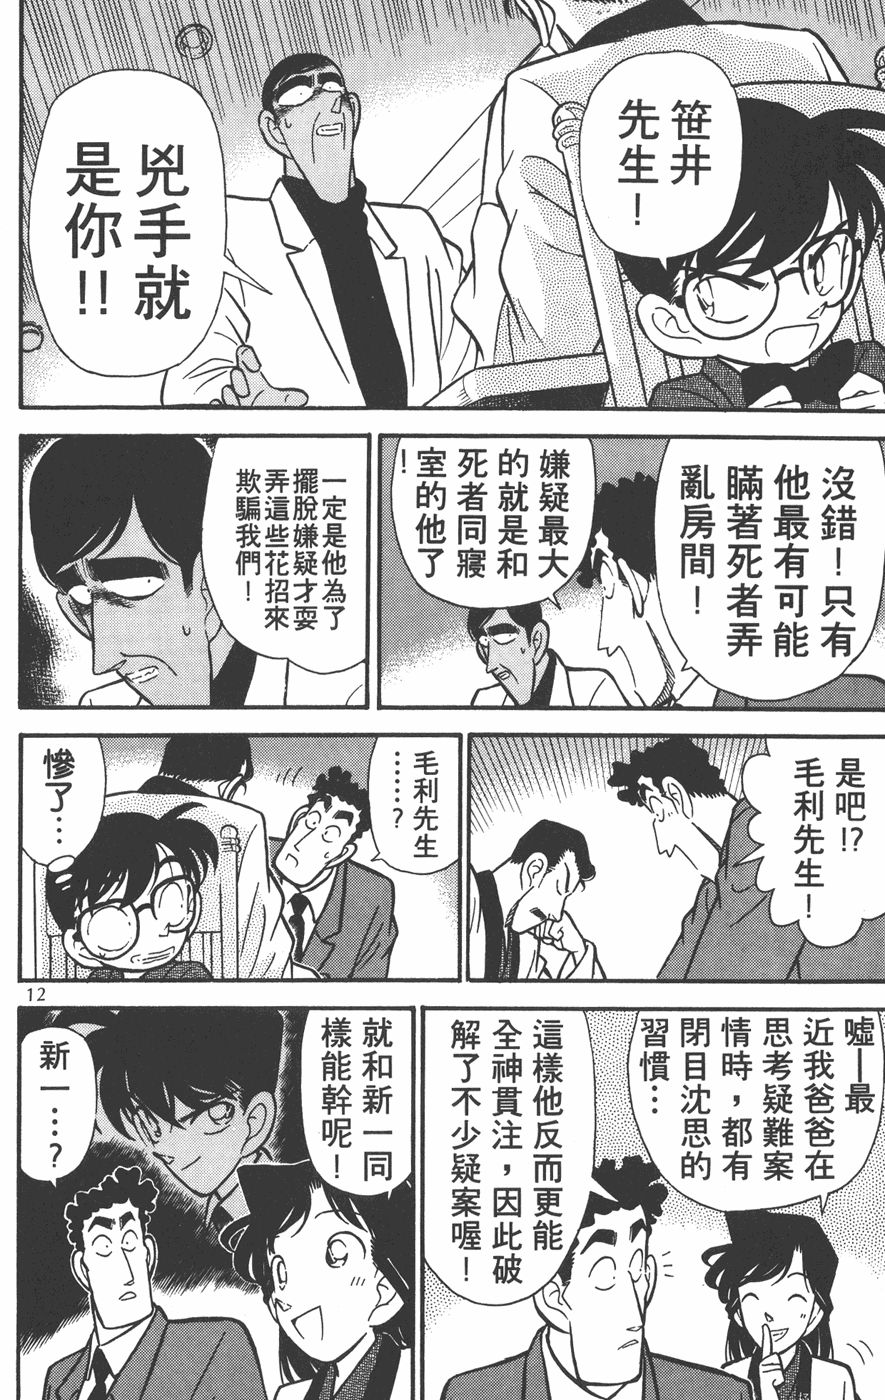 笹井
先生！
兇手就
是你！！
沒錯！只有
他最有可能
瞞著死者弄
亂房間！
嫌疑最大
的就是和
死者同寢
室的他了
！
一定是他為了
擺脫嫌疑才耍
弄這些花招來
欺騙我們！
是吧！？
毛利先生！
毛利先生
……？
慘了…
12
噓—最
近我爸爸在
思考疑難案
情時，都有
閉目沈思的
習慣…
這樣他反而更能
全神貫注，因此破
解了不少疑案喔！
就和新一同
樣能幹呢！
新一…？